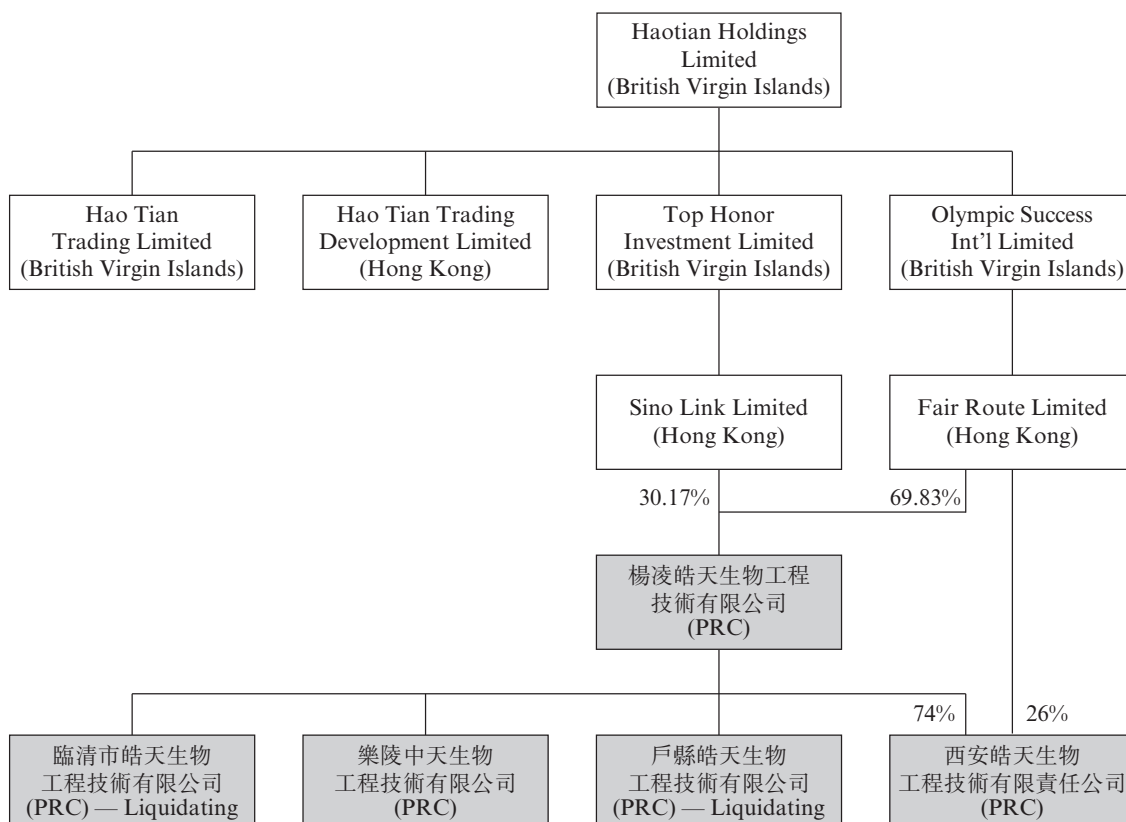 Haotian Holdings
Limited
(British Virgin Islands)
Hao Tian
Trading Limited
(British Virgin Islands)
Hao Tian Trading
Development Limited
(Hong Kong)
Top Honor
Investment Limited
(British Virgin Islands)
Olympic Success
Int’l Limited
(British Virgin Islands)
Sino Link Limited
(Hong Kong)
Fair Route Limited
(Hong Kong)
30.17%
69.83%
楊凌皓天生物工程
技術有限公司
(PRC)
74%
26%
臨清市皓天生物
工程技術有限公司
(PRC) — Liquidating
樂陵中天生物
工程技術有限公司
(PRC)
戶縣皓天生物
工程技術有限公司
(PRC) — Liquidating
西安皓天生物
工程技術有限責任公司
(PRC)